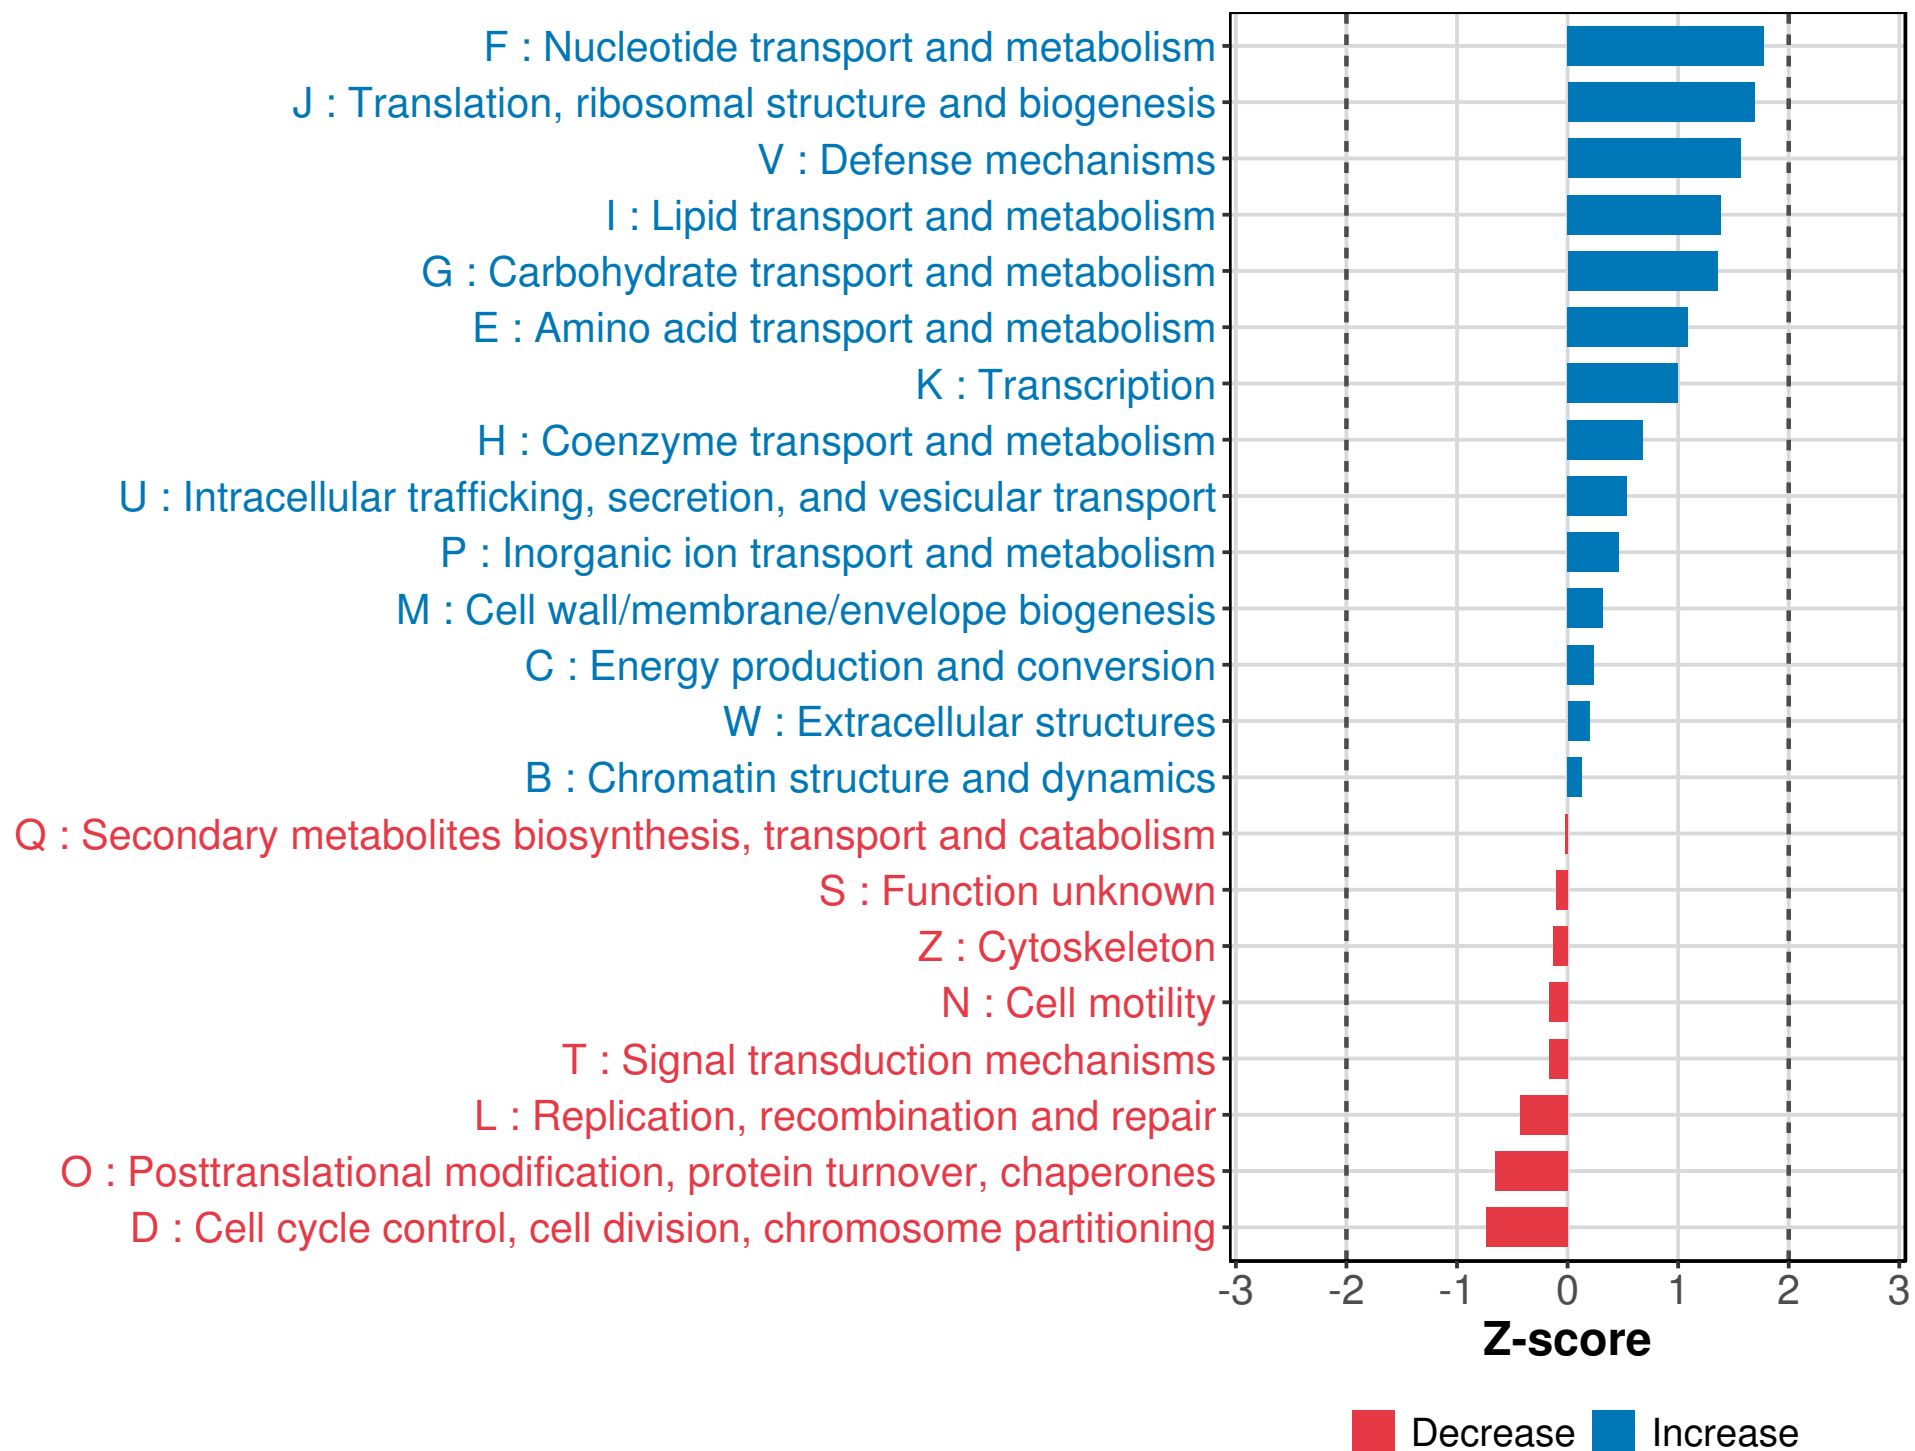 F : Nucleotide transport and metabolism
J : Translation, ribosomal structure and biogenesis
V : Defense mechanisms
I : Lipid transport and metabolism
G : Carbohydrate transport and metabolism
E : Amino acid transport and metabolism
K : Transcription
H : Coenzyme transport and metabolism
U : Intracellular trafficking, secretion, and vesicular transport
P : Inorganic ion transport and metabolism
M : Cell wall/membrane/envelope biogenesis
C : Energy production and conversion
W : Extracellular structures
B : Chromatin structure and dynamics
Q : Secondary metabolites biosynthesis, transport and catabolism
S : Function unknown
Z : Cytoskeleton
N : Cell motility
T : Signal transduction mechanisms
L : Replication, recombination and repair
O : Posttranslational modification, protein turnover, chaperones
D : Cell cycle control, cell division, chromosome partitioning
-3 -2 -1 0 1 2 3
Z-score
Decrease Increase